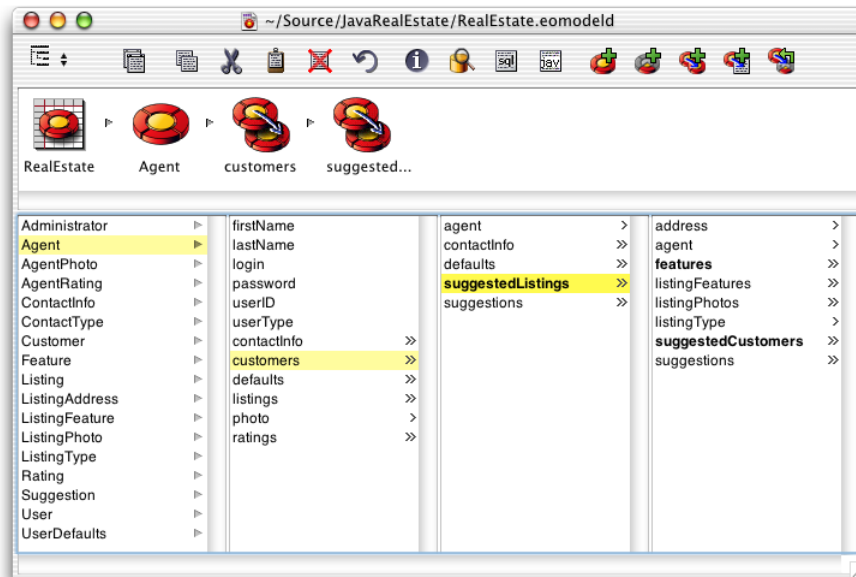 ~/Source/JavaRealEstate/RealEstate.eomodeld
sql
jav
RealEstate
Agent
customers
suggested...
Administrator
Agent
AgentPhoto
AgentRating
ContactInfo
ContactType
Customer
Feature
Listing
ListingAddress
ListingFeature
ListingPhoto
ListingType
Rating
Suggestion
User
UserDefaults
firstName
lastName
login
password
userID
userType
contactInfo
customers
defaults
listings
photo
ratings
agent
contactInfo
defaults
suggestedListings
suggestions
address
agent
features
listingFeatures
listingPhotos
listingType
suggestedCustomers
suggestions